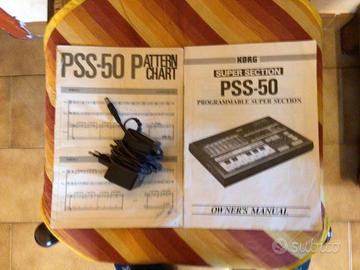 PSS-50 PATTERN
CHART
KORG
SUPER SECTION
PSS-50
PROGRAMMABLE SUPER SECTION
OWNER'S MANUAL
subito